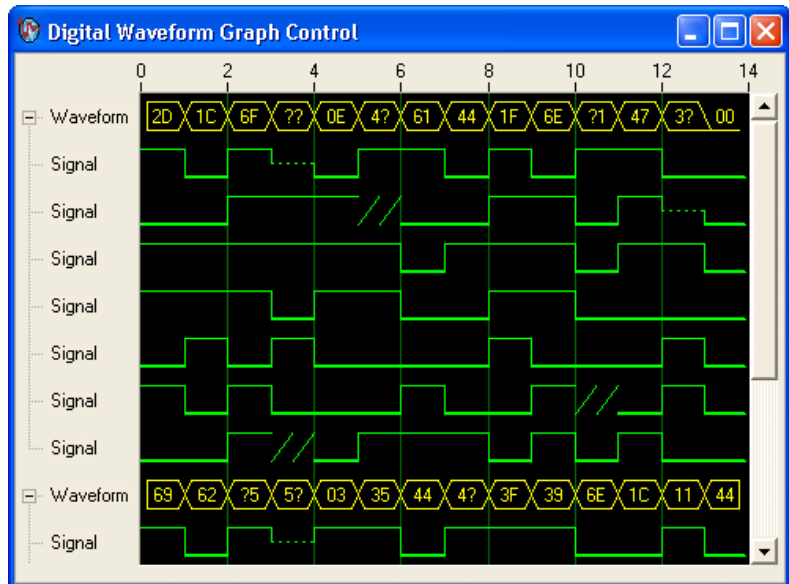 Digital Waveform Graph Control
0 2 4 6 8 10 12 14
Waveform 2D 1C 6F ?? 0E 4? 61 44 1F 6E ?1 47 3? 00
Signal
Signal
Signal
Signal
Signal
Signal
Signal
Waveform 69 62 ?5 5? 03 35 44 4? 3F 39 6E 1C 11 44
Signal